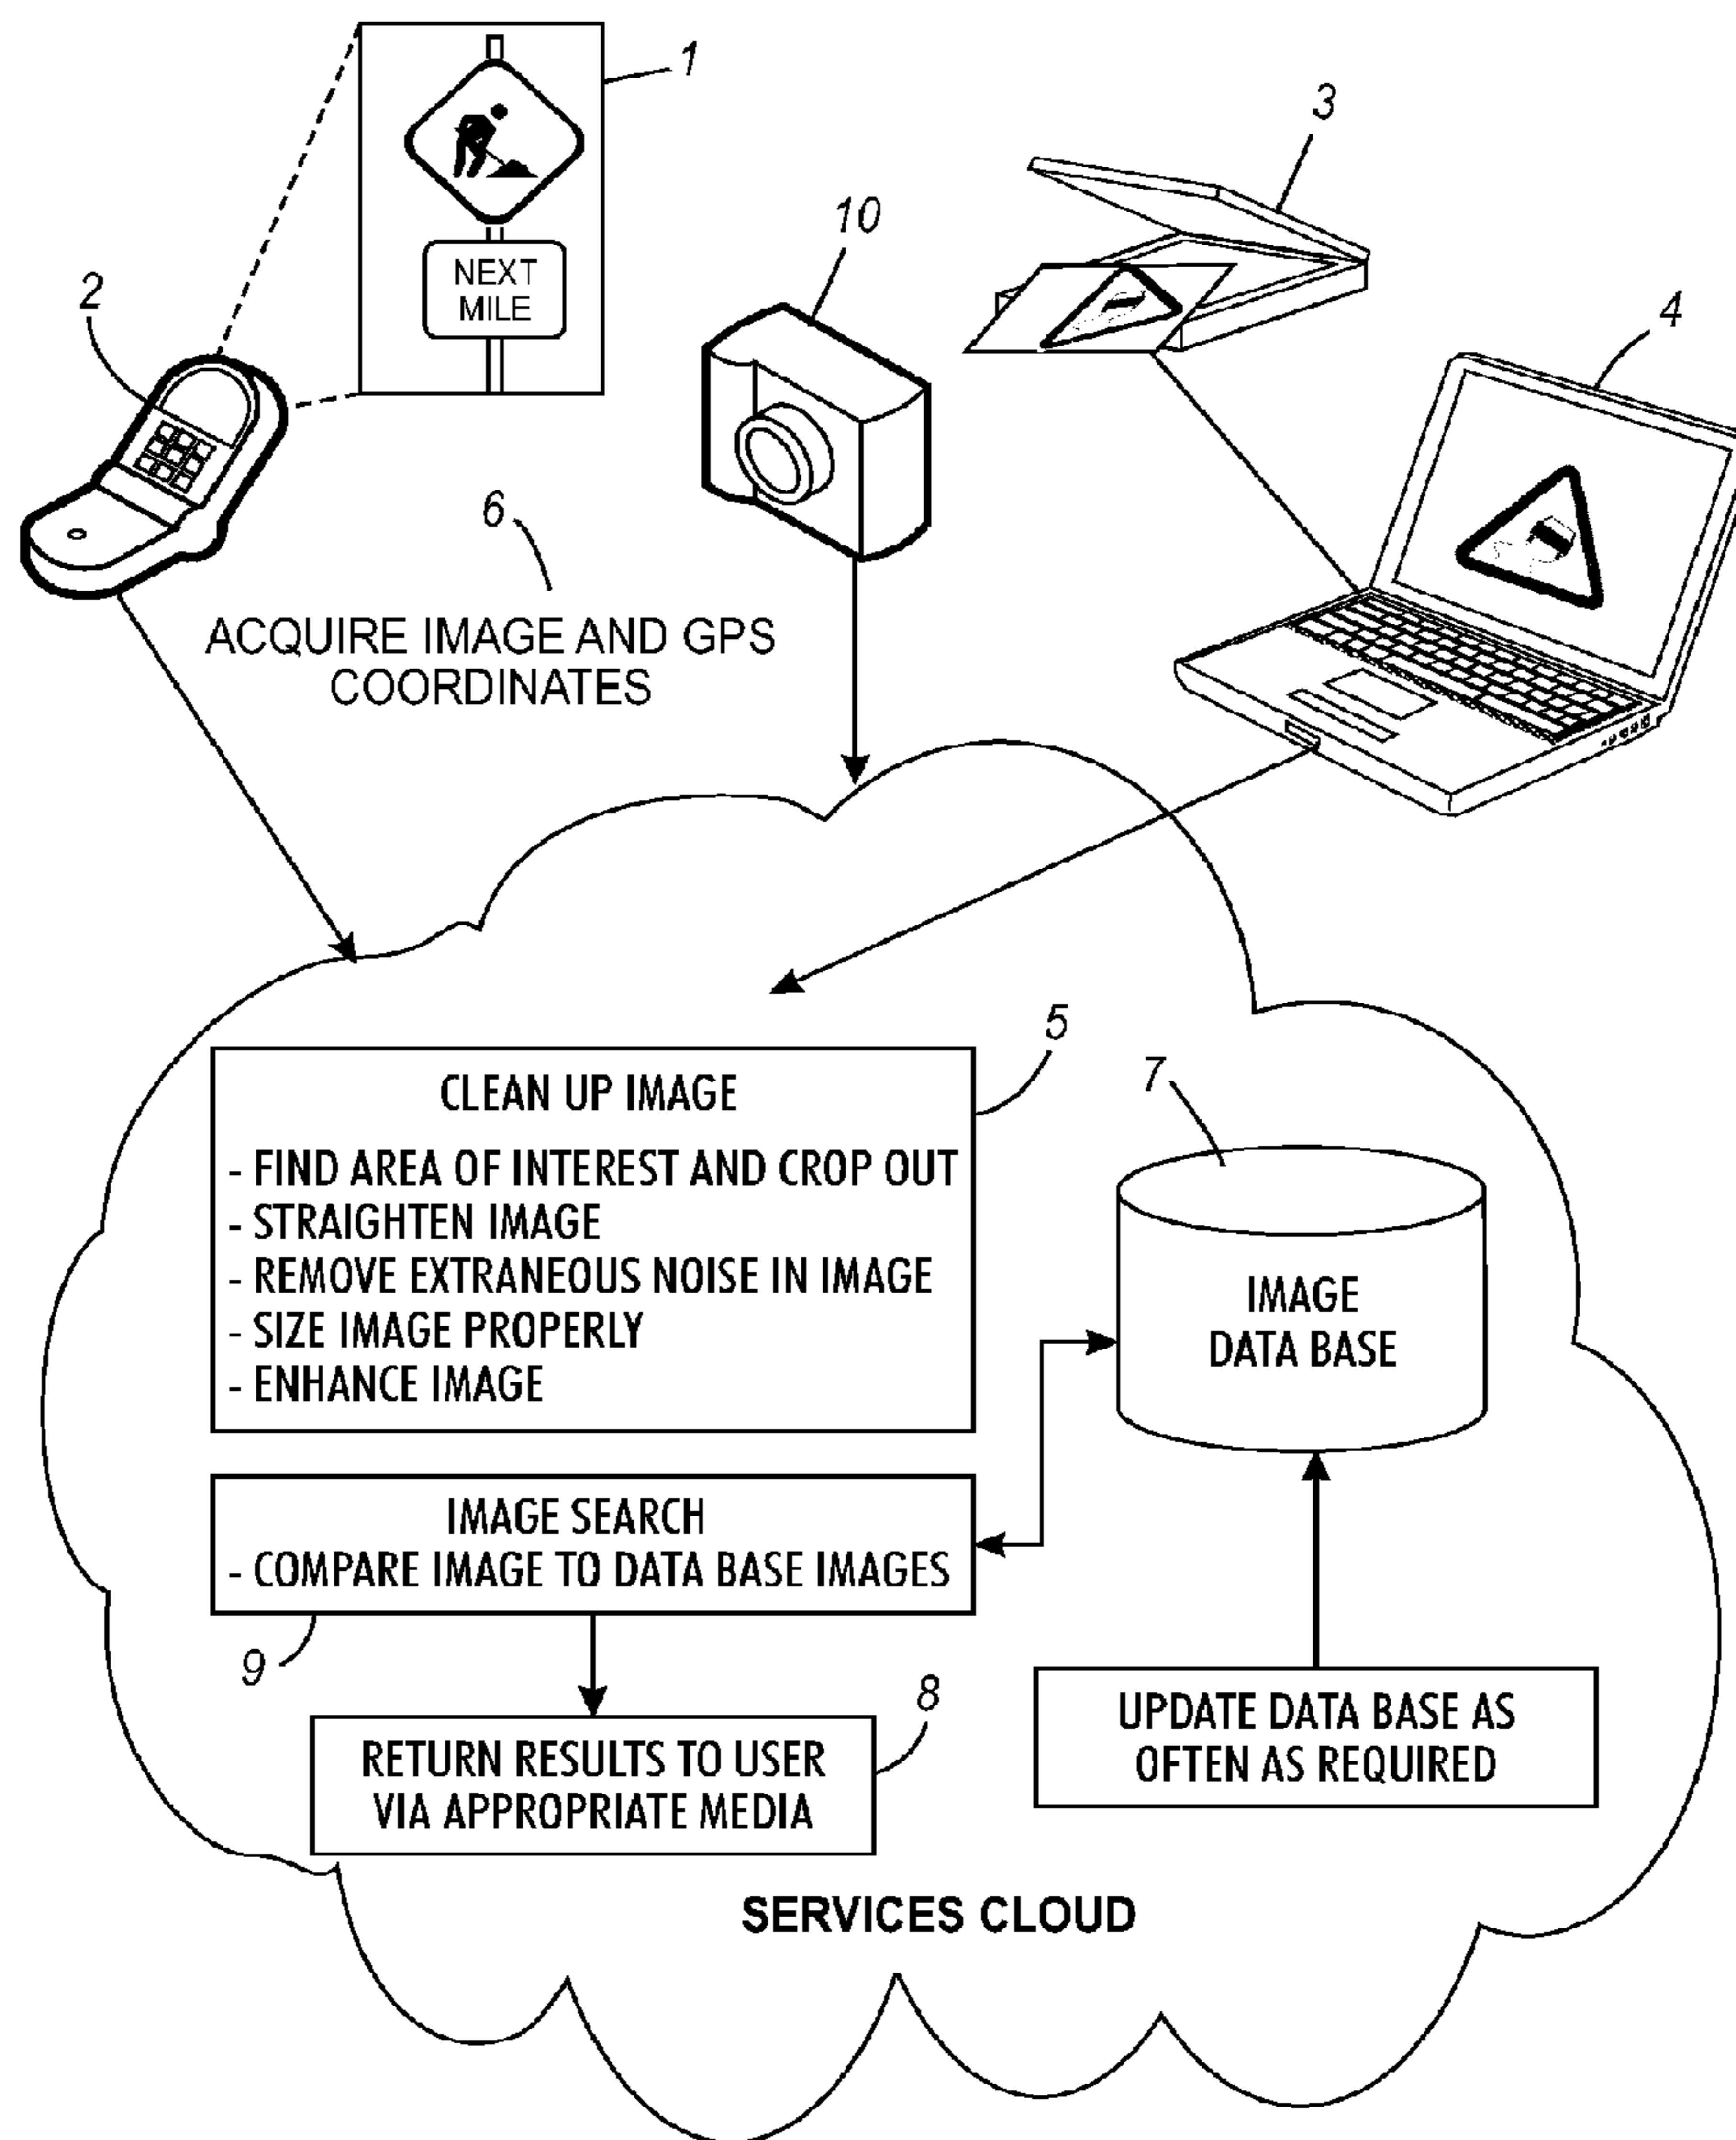 1
3
10
2
NEXT
MILE
4
6
ACQUIRE IMAGE AND GPS
COORDINATES
5
CLEAN UP IMAGE
- FIND AREA OF INTEREST AND CROP OUT
- STRAIGHTEN IMAGE
- REMOVE EXTRANEOUS NOISE IN IMAGE
- SIZE IMAGE PROPERLY
- ENHANCE IMAGE
7
IMAGE
DATA BASE
IMAGE SEARCH
- COMPARE IMAGE TO DATA BASE IMAGES
9
8
RETURN RESULTS TO USER
VIA APPROPRIATE MEDIA
UPDATE DATA BASE AS
OFTEN AS REQUIRED
SERVICES CLOUD